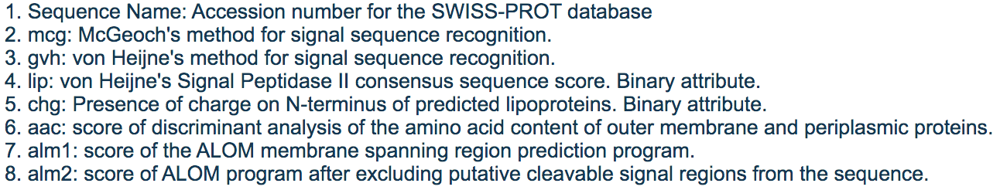 1. Sequence Name: Accession number for the SWISS-PROT database
2. mcg: McGeoch's method for signal sequence recognition.
3. gvh: von Heijne's method for signal sequence recognition.
4. lip: von Heijne's Signal Peptidase II consensus sequence score. Binary attribute.
5. chg: Presence of charge on N-terminus of predicted lipoproteins. Binary attribute.
6. aac: score of discriminant analysis of the amino acid content of outer membrane and periplasmic proteins.
7. alm1: score of the ALOM membrane spanning region prediction program.
8. alm2: score of ALOM program after excluding putative cleavable signal regions from the sequence.